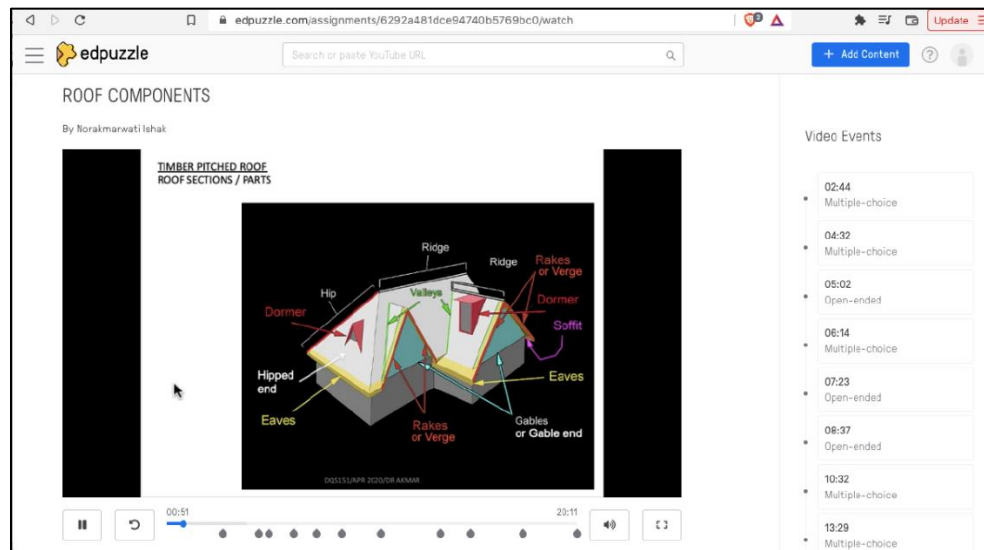 edpuzzle.com/assignments/6292a481dce94740b5769bc0/watch
Update
edpuzzle
Search or paste YouTube URL
+ Add Content
?
ROOF COMPONENTS
By Norakmarwati Ishak
TIMBER PITCHED ROOF
ROOF SECTIONS / PARTS
Ridge
Ridge
Rakes
or Verge
Hip
Valleys
Dormer
Dormer
Soffit
Hipped
end
Eaves
Eaves
Rakes
or Verge
Gables
or Gable end
DQS151/APR 2020/DR AKMAR
00:51
20:11
Video Events
02:44
Multiple-choice
04:32
Multiple-choice
05:02
Open-ended
06:14
Multiple-choice
07:23
Open-ended
08:37
Open-ended
10:32
Multiple-choice
13:29
Multiple-choice